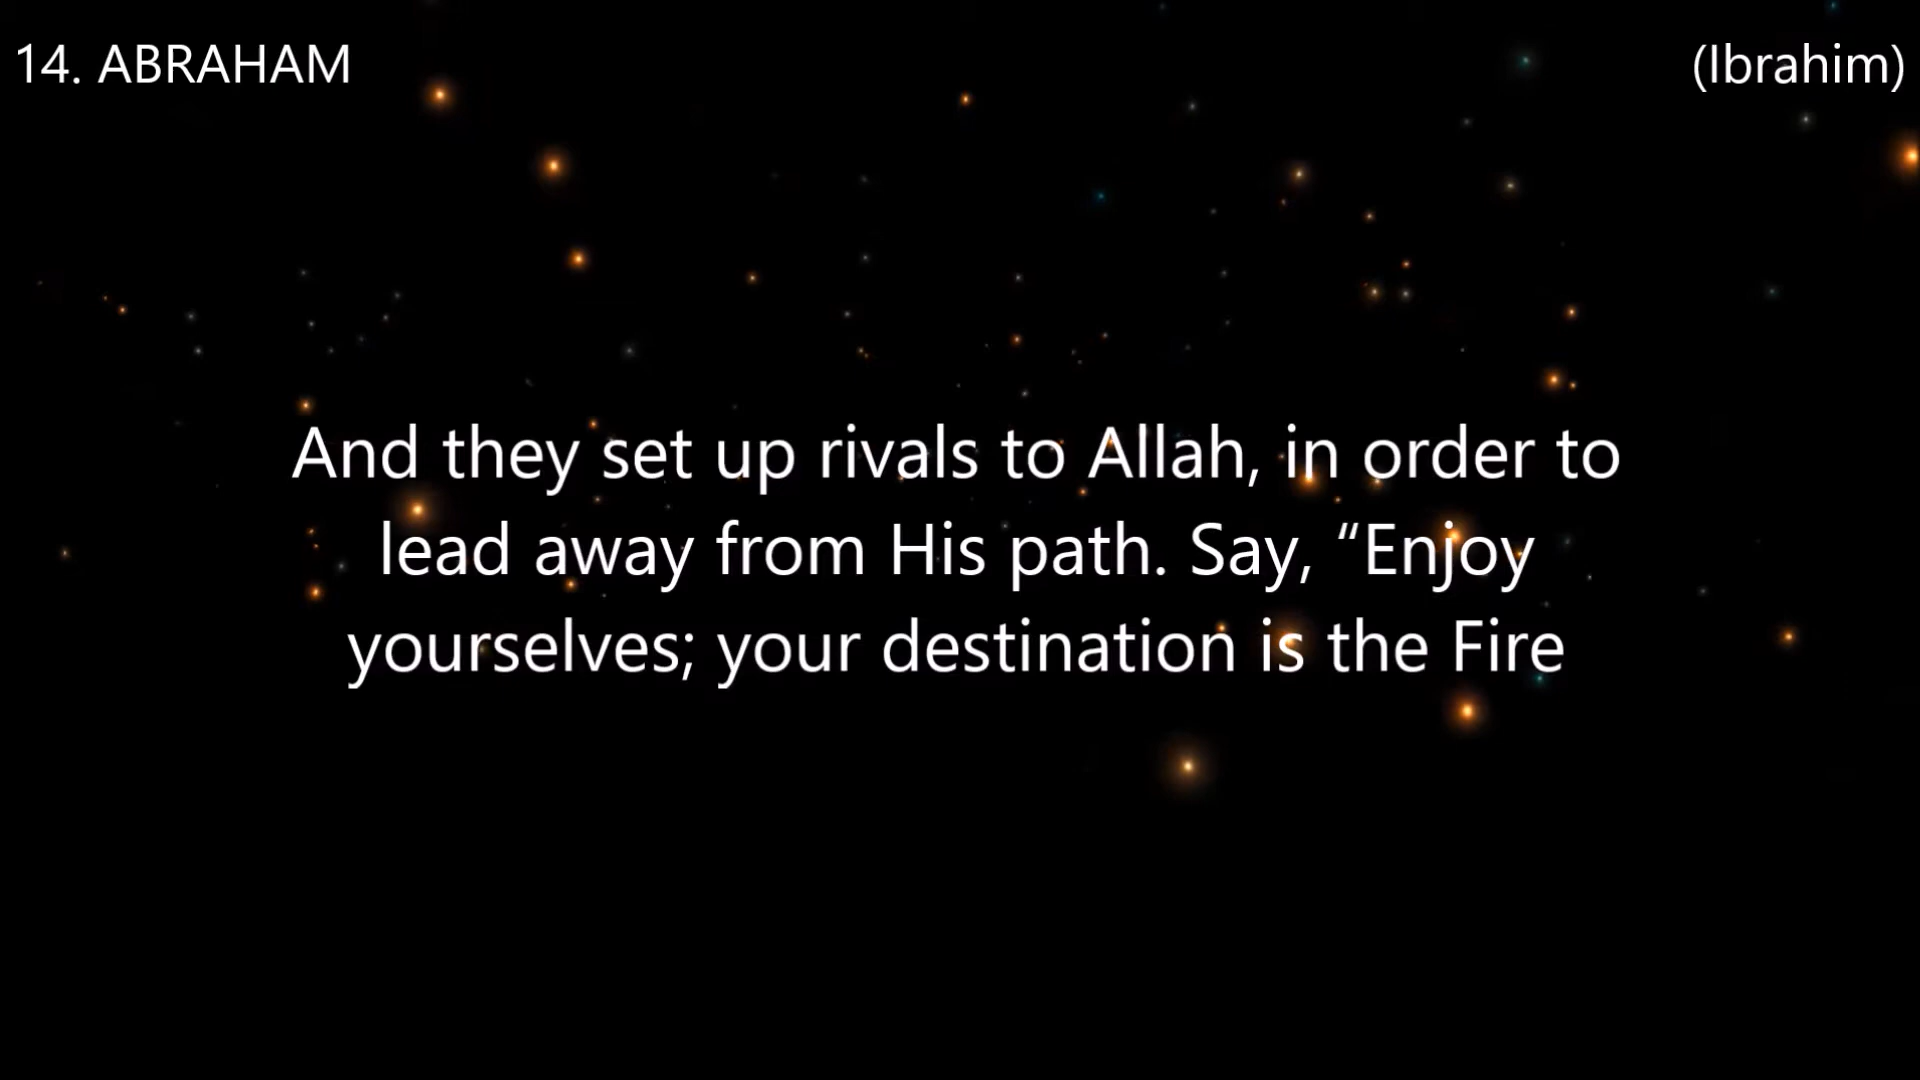 14. ABRAHAM
(Ibrahim)
And they set up rivals to Allah, in order to
lead away from His path. Say, “Enjoy
yourselves; your destination is the Fire